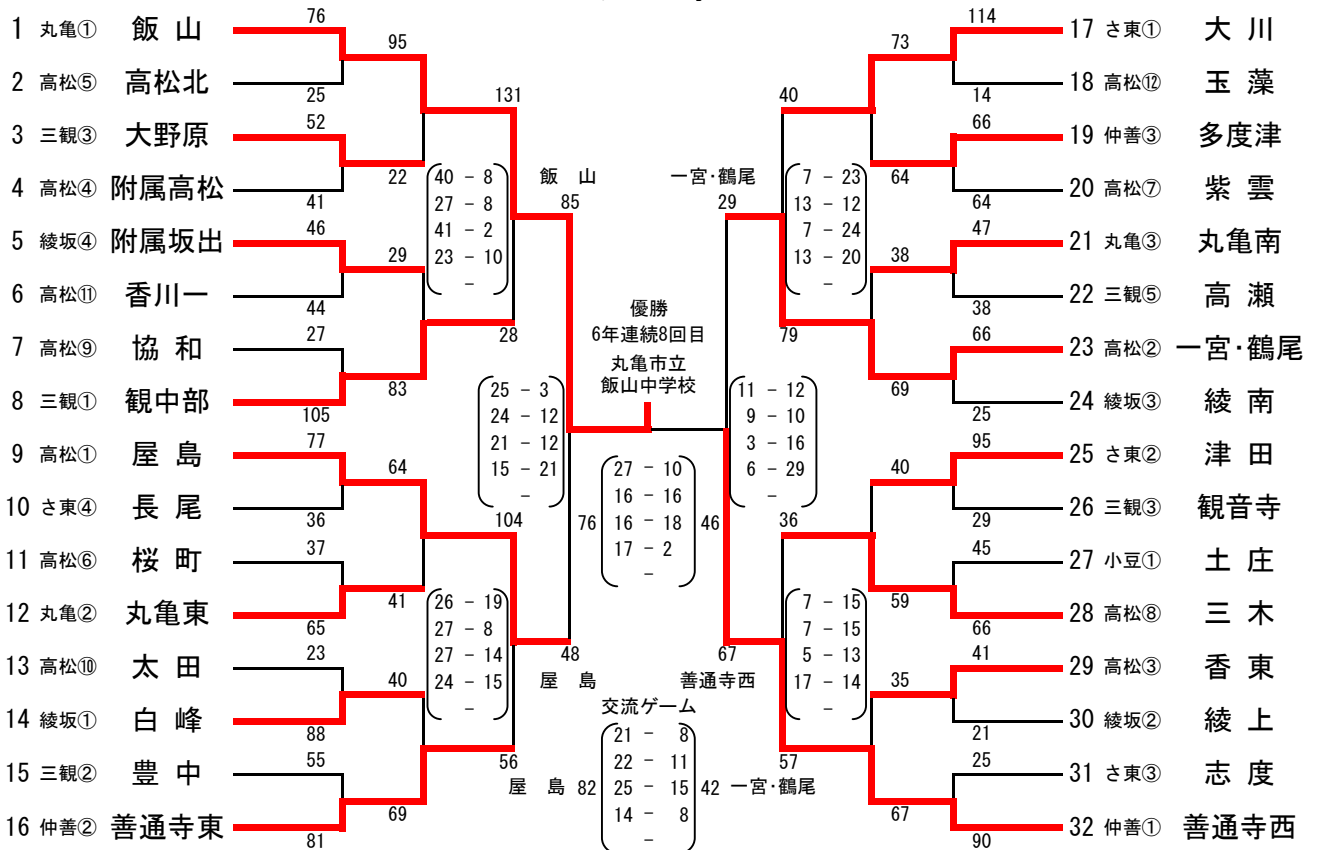 1 丸亀① 飯 山 76
2 高松⑤ 高松北 25
95
3 三観③ 大野原 52
4 高松④ 附属高松 41
22
131
5 綾坂④ 附属坂出 46
6 高松⑪ 香川一 44
29
7 高松⑨ 協 和 27
8 三観① 観中部 105
83
28
40 - 8
27 - 8
41 - 2
23 - 10
-
飯 山
85
9 高松① 屋 島 77
10 さ東④ 長 尾 36
64
11 高松⑥ 桜 町 37
12 丸亀② 丸亀東 65
41
104
13 高松⑩ 太 田 23
14 綾坂① 白 峰 88
40
15 三観② 豊 中 55
16 仲善② 善通寺東 81
69
56
26 - 19
27 - 8
27 - 14
24 - 15
-
48
屋 島
25 - 3
24 - 12
21 - 12
15 - 21
-
優勝
6年連続8回目
丸亀市立
飯山中学校
76
27 - 10
16 - 16
16 - 18
17 - 2
-
46
交流ゲーム
屋 島 82
21 - 8
22 - 11
25 - 15
14 - 8
-
42 一宮・鶴尾
一宮・鶴尾
29
11 - 12
9 - 10
3 - 16
6 - 29
-
67
善通寺西
114 17 さ東① 大 川
14 18 高松⑫ 玉 藻
73
66 19 仲善③ 多度津
64 20 高松⑦ 紫 雲
64
40
47 21 丸亀③ 丸亀南
38 22 三観⑤ 高 瀬
38
66 23 高松② 一宮・鶴尾
25 24 綾坂③ 綾 南
69
79
7 - 23
13 - 12
7 - 24
13 - 20
-
95 25 さ東② 津 田
29 26 三観③ 観音寺
40
45 27 小豆① 土 庄
66 28 高松⑧ 三 木
59
36
41 29 高松③ 香 東
21 30 綾坂② 綾 上
35
25 31 さ東③ 志 度
90 32 仲善① 善通寺西
67
57
7 - 15
7 - 15
5 - 13
17 - 14
-